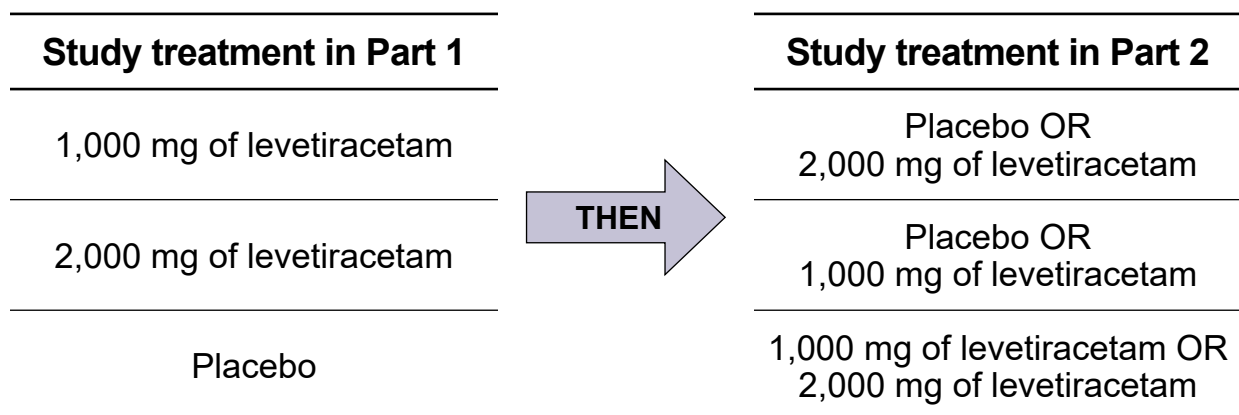 Study treatment in Part 1
1,000 mg of levetiracetam
2,000 mg of levetiracetam
Placebo
THEN
Study treatment in Part 2
Placebo OR
2,000 mg of levetiracetam
Placebo OR
1,000 mg of levetiracetam
1,000 mg of levetiracetam OR
2,000 mg of levetiracetam